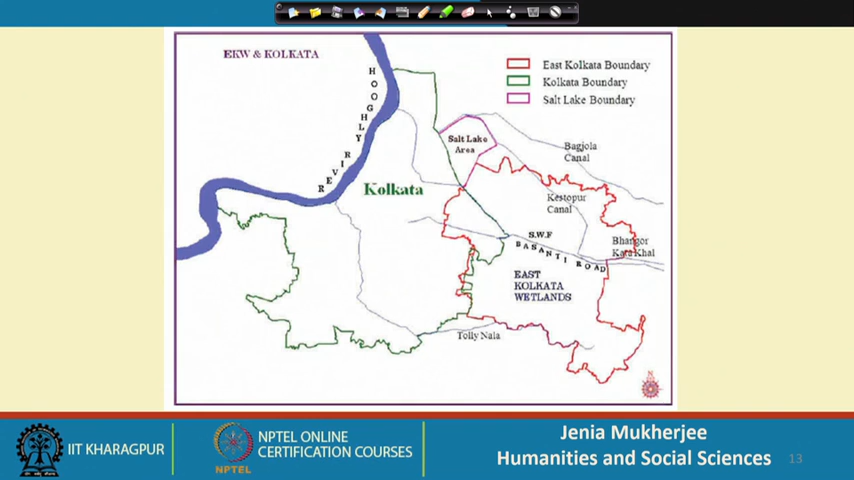 EKW & KOLKATA
East Kolkata Boundary
Kolkata Boundary
Salt Lake Boundary
HOOGHLY
RIVER
Salt Lake
Area
Bagjola
Canal
Kolkata
Kestopur
Canal
S.W.F
BASANTI ROAD
Bhangor
Kata Khal
EAST
KOLKATA
WETLANDS
Tolly Nala
N
IIT KHARAGPUR
NPTEL
NPTEL ONLINE
CERTIFICATION COURSES
Jenia Mukherjee
Humanities and Social Sciences
13